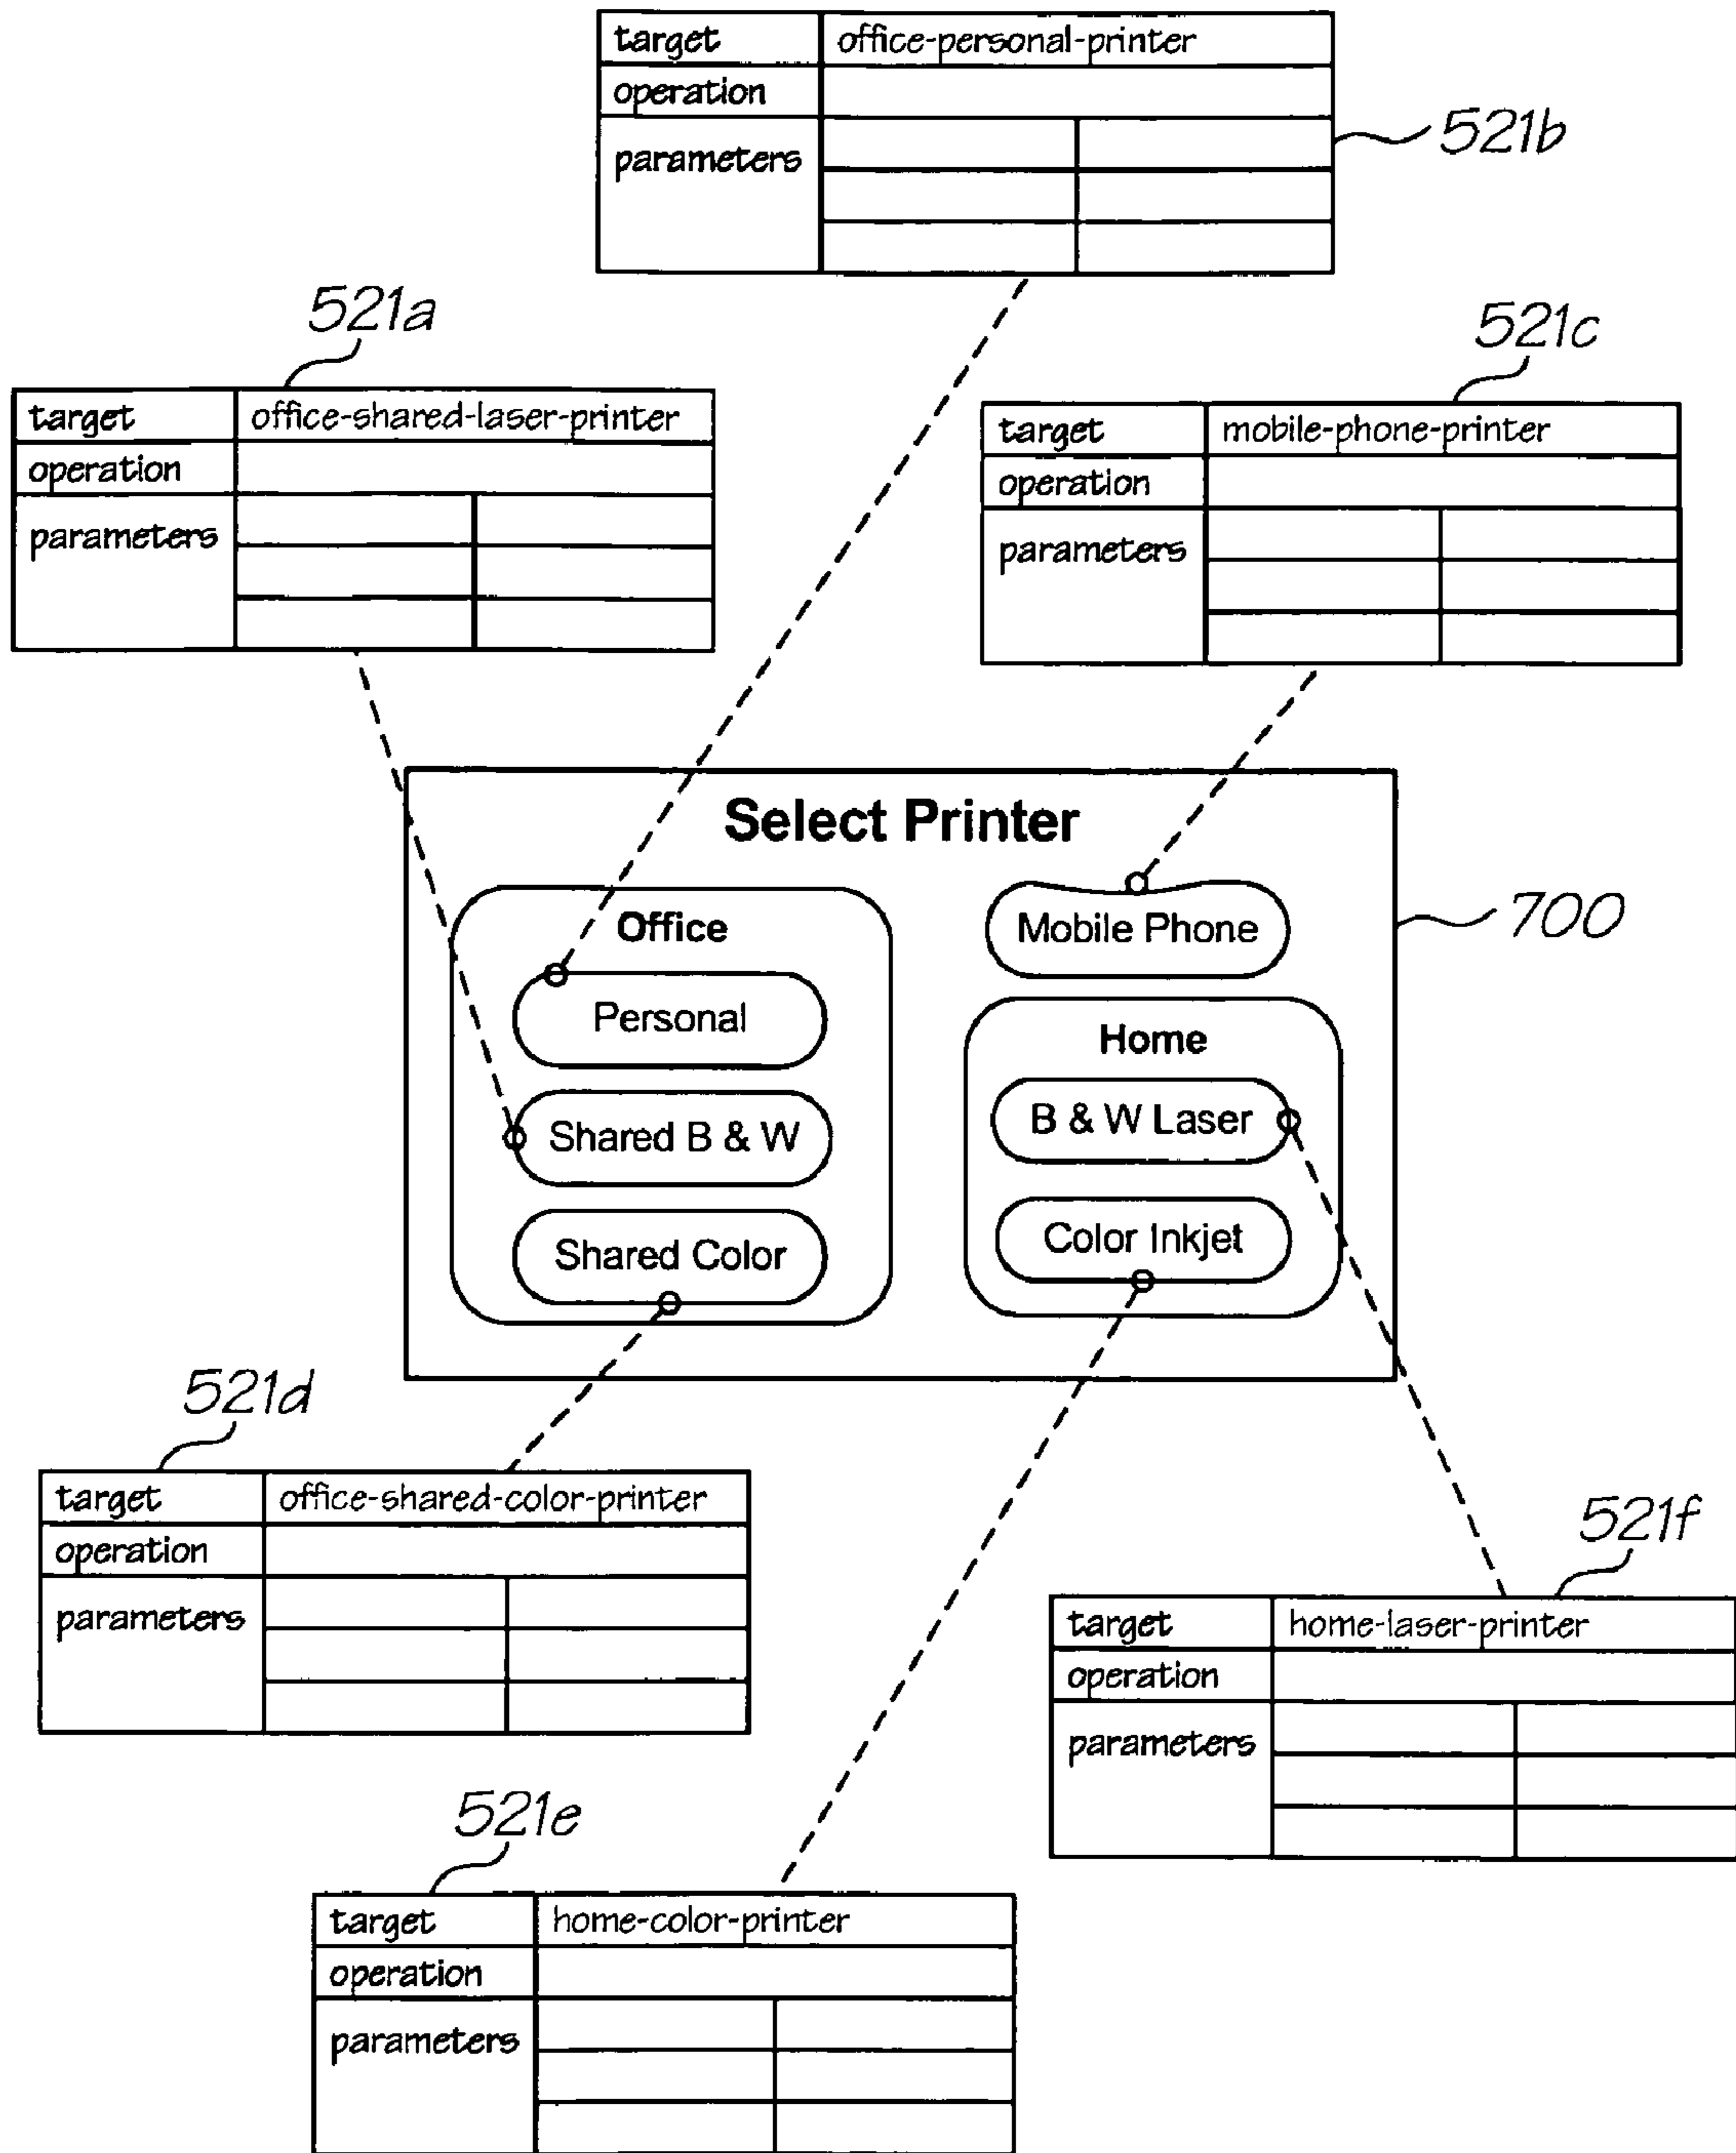 target office-personal-printer
operation
parameters
521b
521a
target office-shared-laser-printer
operation
parameters
521c
target mobile-phone-printer
operation
parameters
Select Printer
700
Office
Personal
Shared B & W
Shared Color
Mobile Phone
Home
B & W Laser
Color Inkjet
521d
target office-shared-color-printer
operation
parameters
521f
target home-laser-printer
operation
parameters
521e
target home-color-printer
operation
parameters